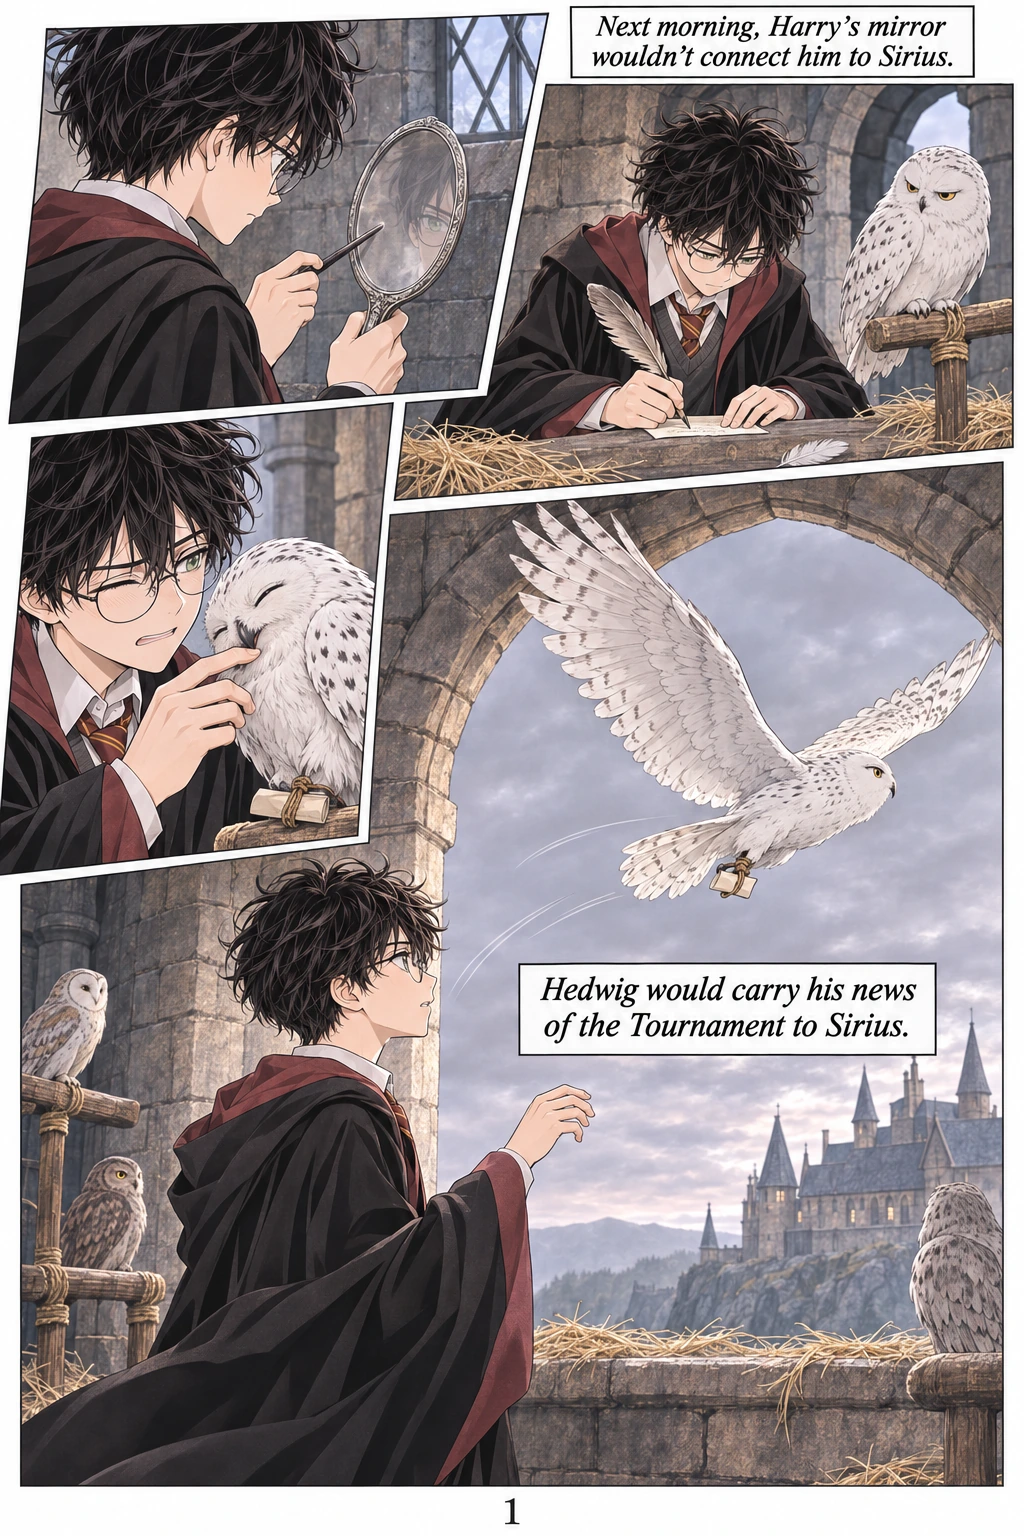 Next morning, Harry's mirror
wouldn't connect him to Sirius.
Hedwig would carry his news
of the Tournament to Sirius.
1